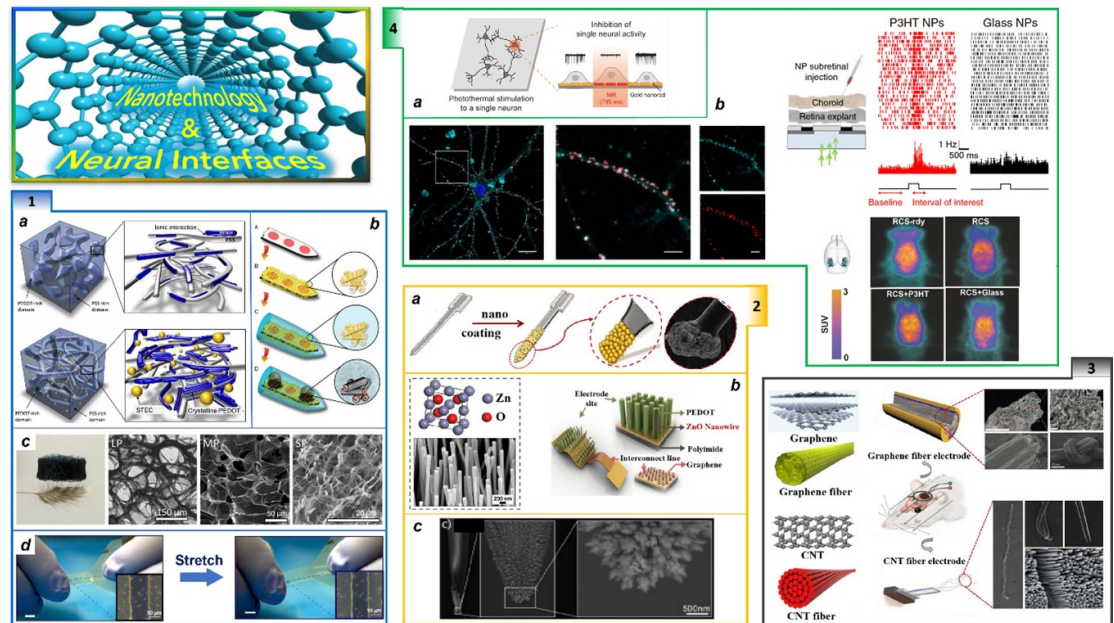 Nanotechnology
&
Neural Interfaces
1
a
Ionic interaction
PEDOT
PSS
PEDOT-rich
domain
PSS-rich
domain
PEDOT-rich
domain
PSS-rich
domain
STEC
Crystalline PEDOT
b
A
B
C
D
c
LP
150 µm
MP
50 µm
SP
20 µm
d
Stretch
10 µm
10 µm
4
a
Photothermal stimulation
to a single neuron
Inhibition of
single neural activity
NIR
(785 nm)
Gold nanorod
b
NP subretinal
injection
Choroid
Retina explant
P3HT NPs
Glass NPs
1 Hz
500 ms
Baseline
Interval of
interest
RCS-rdy
RCS
RCS+P3HT
RCS+Glass
SUV
3
0
2
a
nano
coating
Zn
O
200 nm
b
Electrode
site
PEDOT
ZnO Nanowire
Polyimide
Interconnect line
Graphene
c
c)
500nm
3
Graphene
Graphene fiber
CNT
CNT fiber
Graphene fiber electrode
CNT fiber electrode